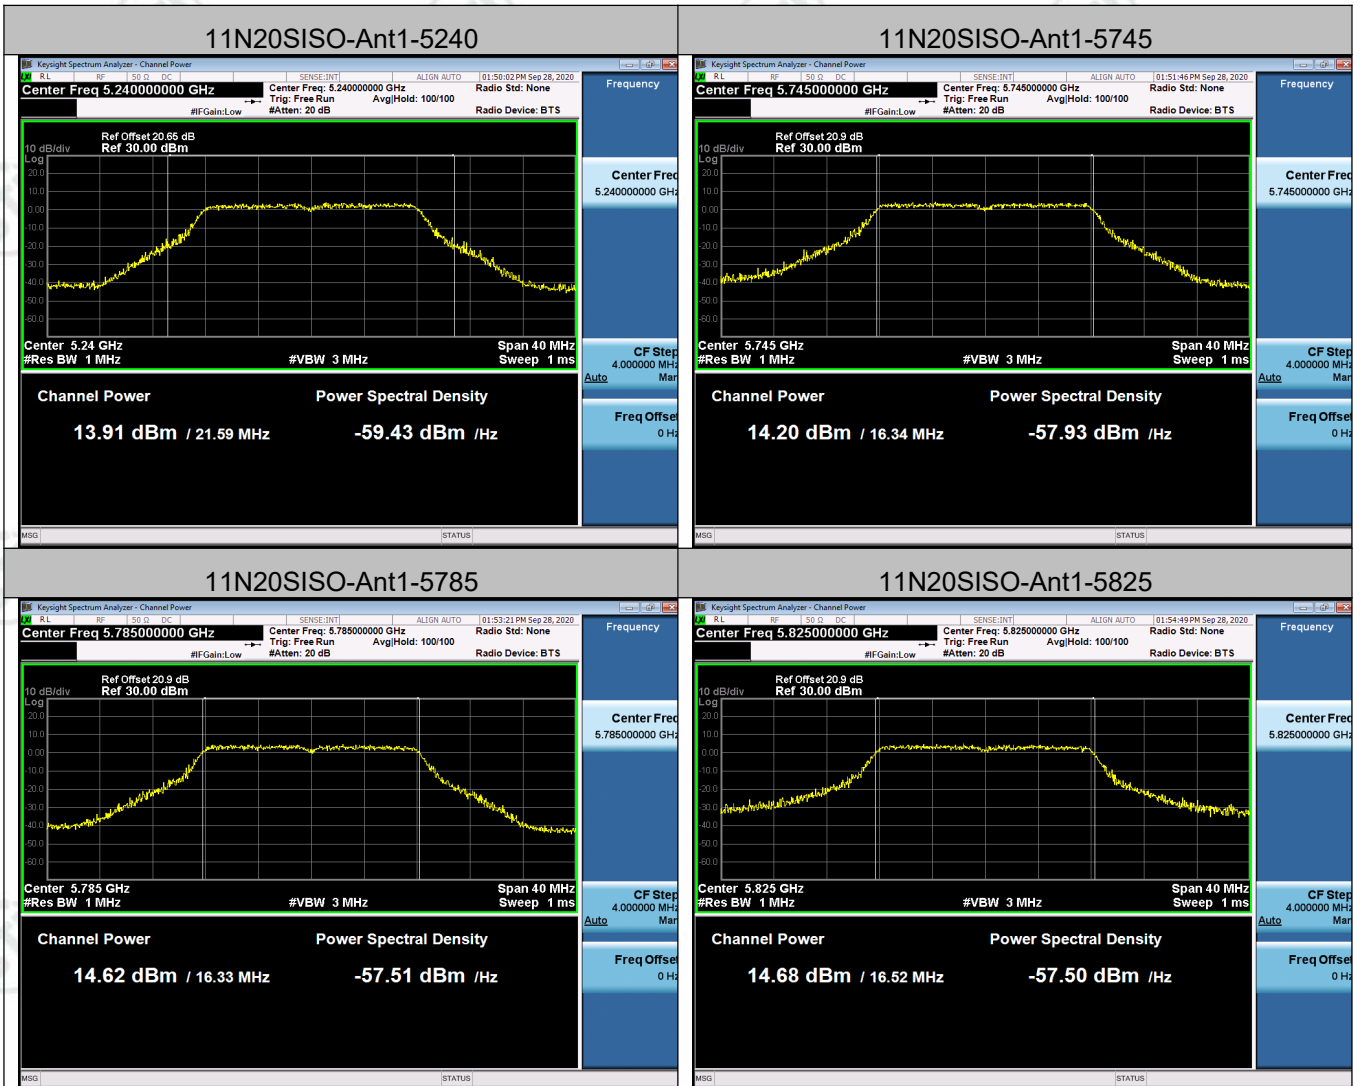 11N20SISO-Ant1-5240
Keysight Spectrum Analyzer - Channel Power
RL RF 50 Ω DC SENSE:INT ALIGN AUTO 01:50:02 PM Sep 28, 2020
Center Freq 5.240000000 GHz
Center Freq: 5.240000000 GHz
Radio Std: None
Trig: Free Run Avg|Hold: 100/100
#IFGain:Low #Atten: 20 dB Radio Device: BTS
Frequency
Ref Offset 20.65 dB
10 dB/div Ref 30.00 dBm
Log
20.0
10.0
0.00
-10.0
-20.0
-30.0
-40.0
-50.0
-60.0
Center 5.24 GHz Span 40 MHz
#Res BW 1 MHz #VBW 3 MHz Sweep 1 ms
Center Freq
5.240000000 GHz
CF Step
4.000000 MHz
Auto Man
Freq Offset
0 Hz
Channel Power Power Spectral Density
13.91 dBm / 21.59 MHz -59.43 dBm /Hz
MSG STATUS
11N20SISO-Ant1-5745
Keysight Spectrum Analyzer - Channel Power
RL RF 50 Ω DC SENSE:INT ALIGN AUTO 01:51:46 PM Sep 28, 2020
Center Freq 5.745000000 GHz
Center Freq: 5.745000000 GHz
Radio Std: None
Trig: Free Run Avg|Hold: 100/100
#IFGain:Low #Atten: 20 dB Radio Device: BTS
Frequency
Ref Offset 20.9 dB
10 dB/div Ref 30.00 dBm
Log
20.0
10.0
0.00
-10.0
-20.0
-30.0
-40.0
-50.0
-60.0
Center 5.745 GHz Span 40 MHz
#Res BW 1 MHz #VBW 3 MHz Sweep 1 ms
Center Freq
5.745000000 GHz
CF Step
4.000000 MHz
Auto Man
Freq Offset
0 Hz
Channel Power Power Spectral Density
14.20 dBm / 16.34 MHz -57.93 dBm /Hz
MSG STATUS
11N20SISO-Ant1-5785
Keysight Spectrum Analyzer - Channel Power
RL RF 50 Ω DC SENSE:INT ALIGN AUTO 01:53:21 PM Sep 28, 2020
Center Freq 5.785000000 GHz
Center Freq: 5.785000000 GHz
Radio Std: None
Trig: Free Run Avg|Hold: 100/100
#IFGain:Low #Atten: 20 dB Radio Device: BTS
Frequency
Ref Offset 20.9 dB
10 dB/div Ref 30.00 dBm
Log
20.0
10.0
0.00
-10.0
-20.0
-30.0
-40.0
-50.0
-60.0
Center 5.785 GHz Span 40 MHz
#Res BW 1 MHz #VBW 3 MHz Sweep 1 ms
Center Freq
5.785000000 GHz
CF Step
4.000000 MHz
Auto Man
Freq Offset
0 Hz
Channel Power Power Spectral Density
14.62 dBm / 16.33 MHz -57.51 dBm /Hz
MSG STATUS
11N20SISO-Ant1-5825
Keysight Spectrum Analyzer - Channel Power
RL RF 50 Ω DC SENSE:INT ALIGN AUTO 01:54:49 PM Sep 28, 2020
Center Freq 5.825000000 GHz
Center Freq: 5.825000000 GHz
Radio Std: None
Trig: Free Run Avg|Hold: 100/100
#IFGain:Low #Atten: 20 dB Radio Device: BTS
Frequency
Ref Offset 20.9 dB
10 dB/div Ref 30.00 dBm
Log
20.0
10.0
0.00
-10.0
-20.0
-30.0
-40.0
-50.0
-60.0
Center 5.825 GHz Span 40 MHz
#Res BW 1 MHz #VBW 3 MHz Sweep 1 ms
Center Freq
5.825000000 GHz
CF Step
4.000000 MHz
Auto Man
Freq Offset
0 Hz
Channel Power Power Spectral Density
14.68 dBm / 16.52 MHz -57.50 dBm /Hz
MSG STATUS